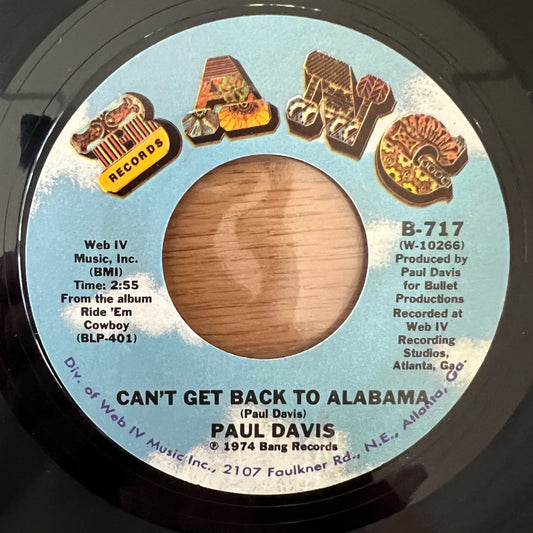 BANG
RECORDS
Web IV
Music, Inc.
(BMI)
Time: 2:55
From the album
Ride 'Em
Cowboy
(BLP-401)
B-717
(W-10266)
Produced by
Paul Davis
for Bullet
Productions
Recorded at
Web IV
Recording
Studios,
Atlanta, Ga.
CAN'T GET BACK TO ALABAMA
(Paul Davis)
PAUL DAVIS
℗ 1974 Bang Records
Div. of Web IV Music Inc., 2107 Faulkner Rd., N.E., Atlanta, Ga.